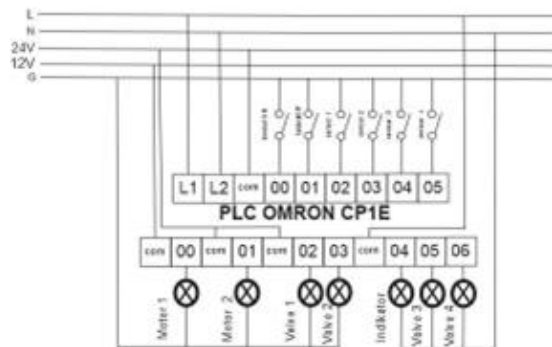 L
N
24V
12V
G
L1 L2 com 00 01 02 03 04 05
PLC OMRON CP1E
com 00 com 01 com 02 03 com 04 05 06
Motor 1
Motor 2
Valve 1
Valve 2
Indikator
Valve 3
Valve 4